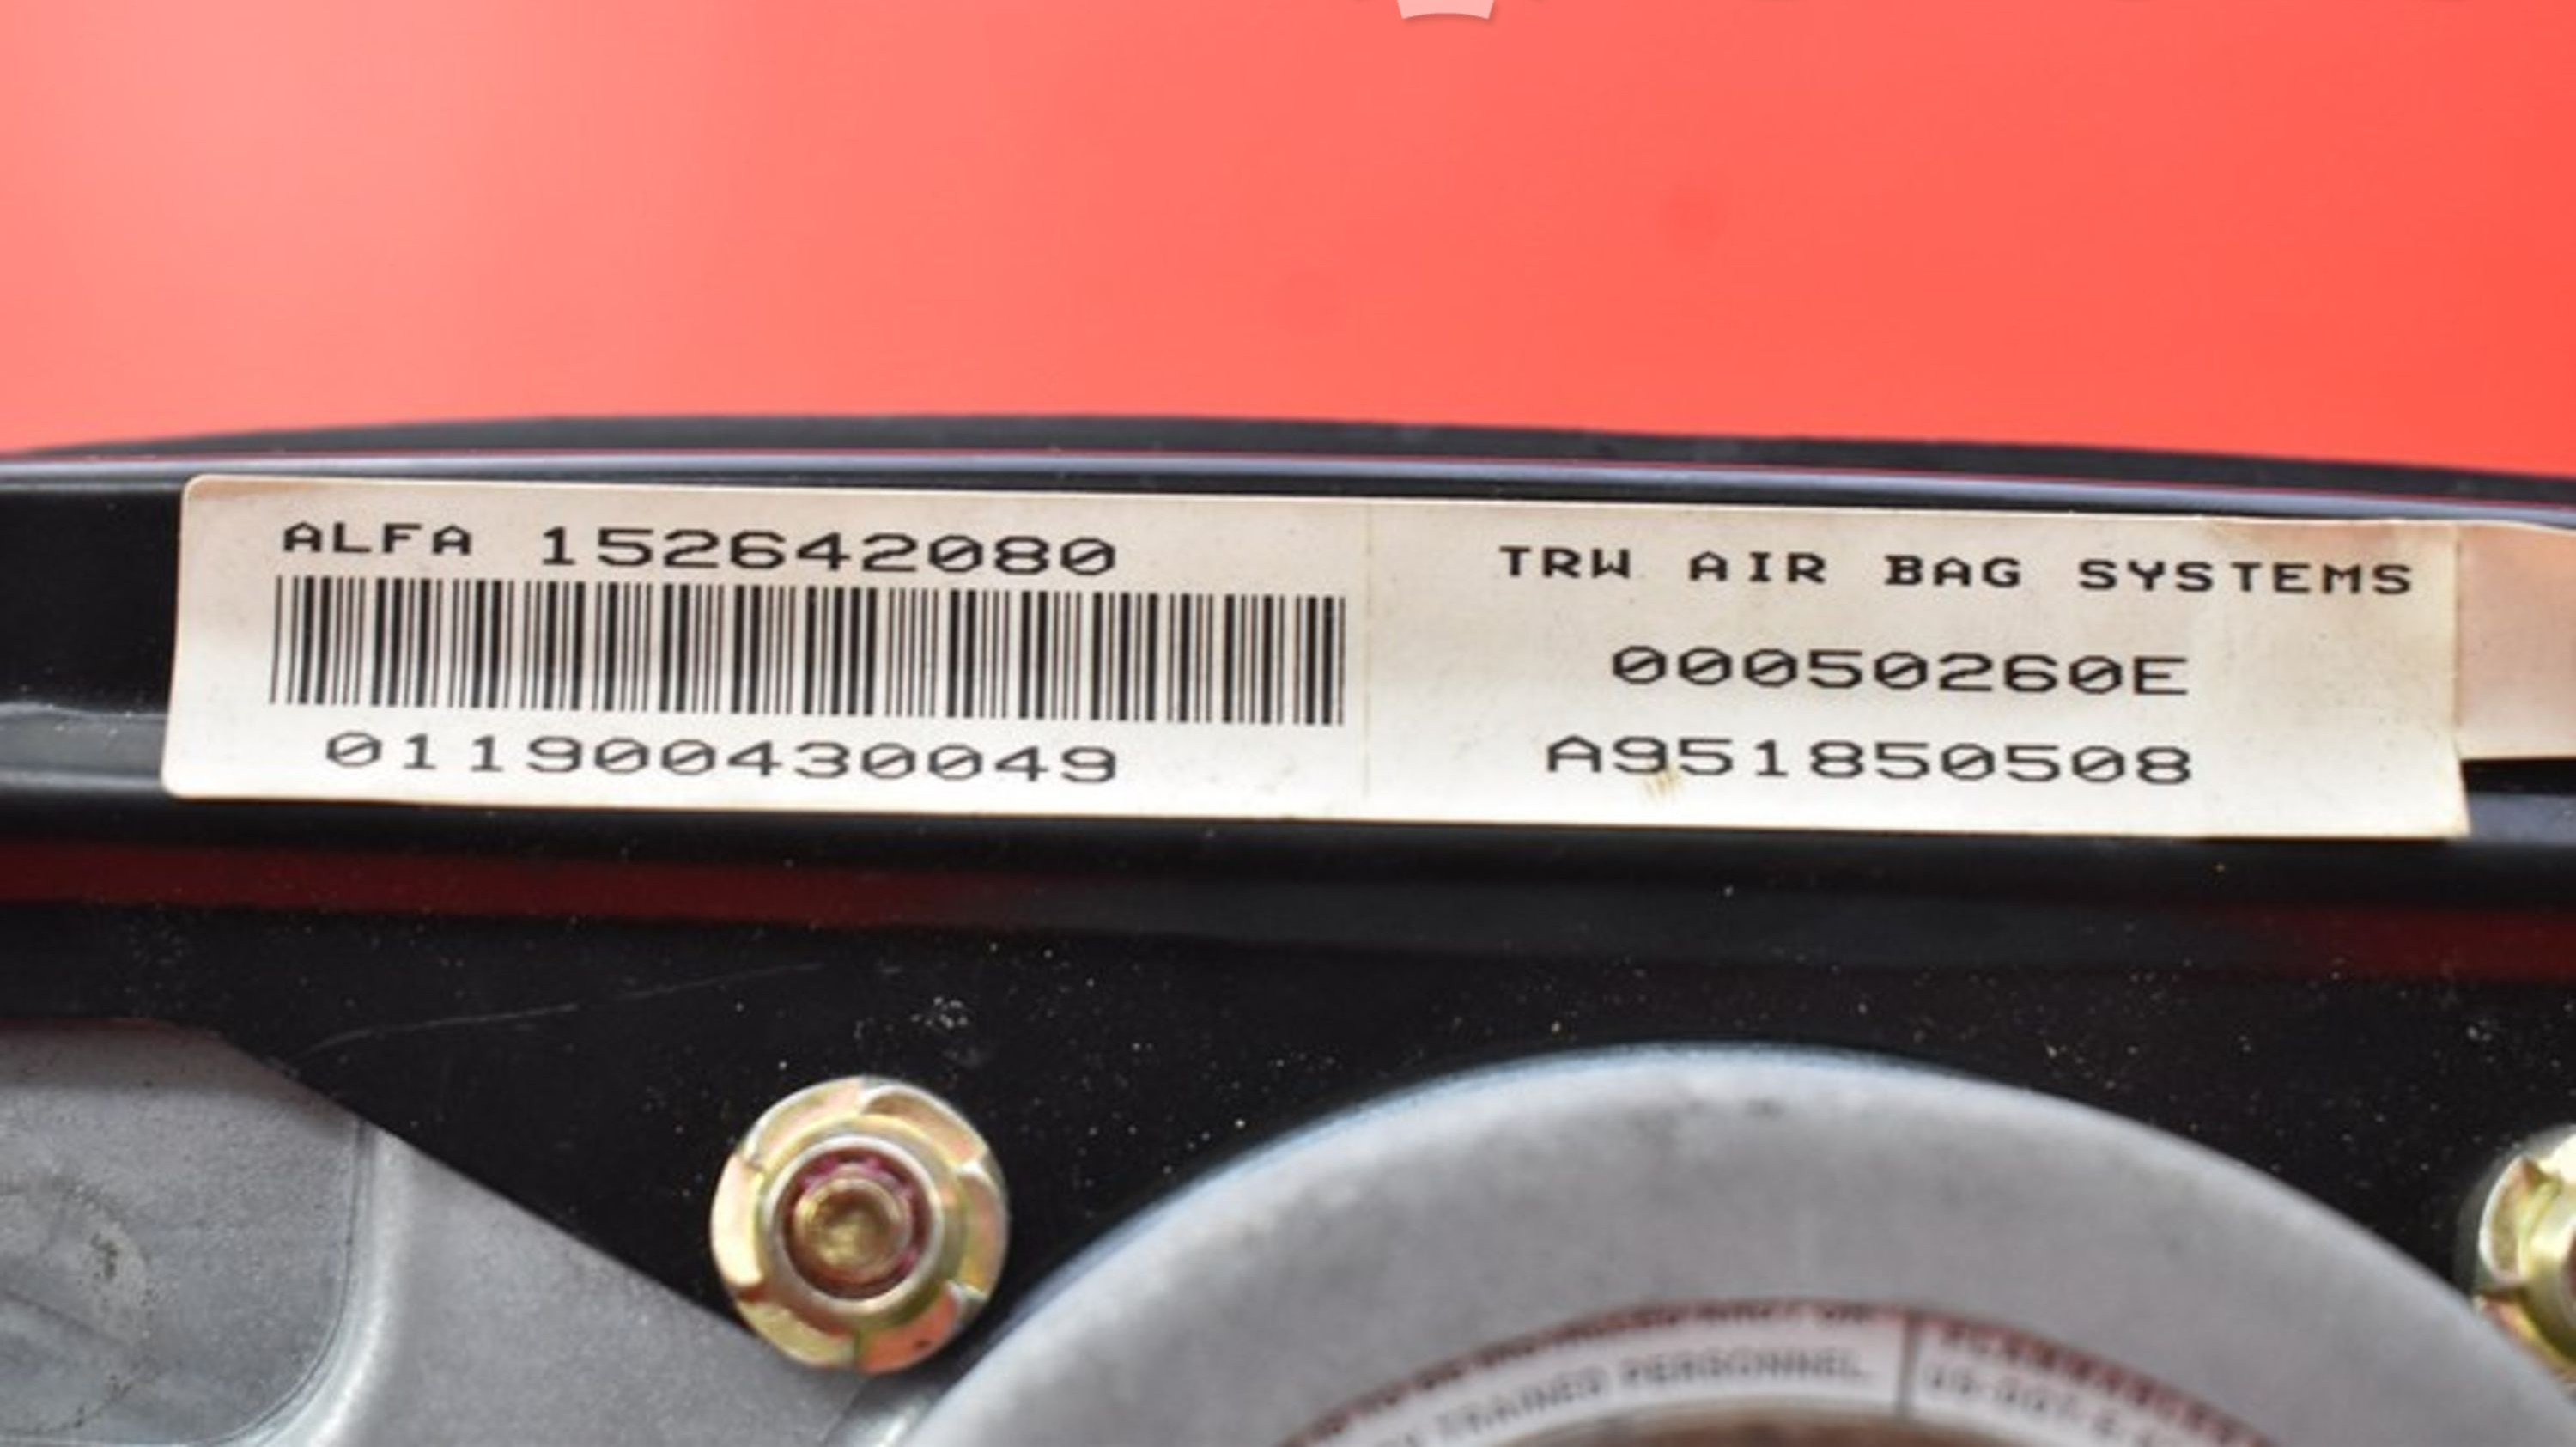 ALFA 152642080
011900430049
TRW AIR BAG SYSTEMS
00050260E
A951850508
TRAINED PERSONNEL